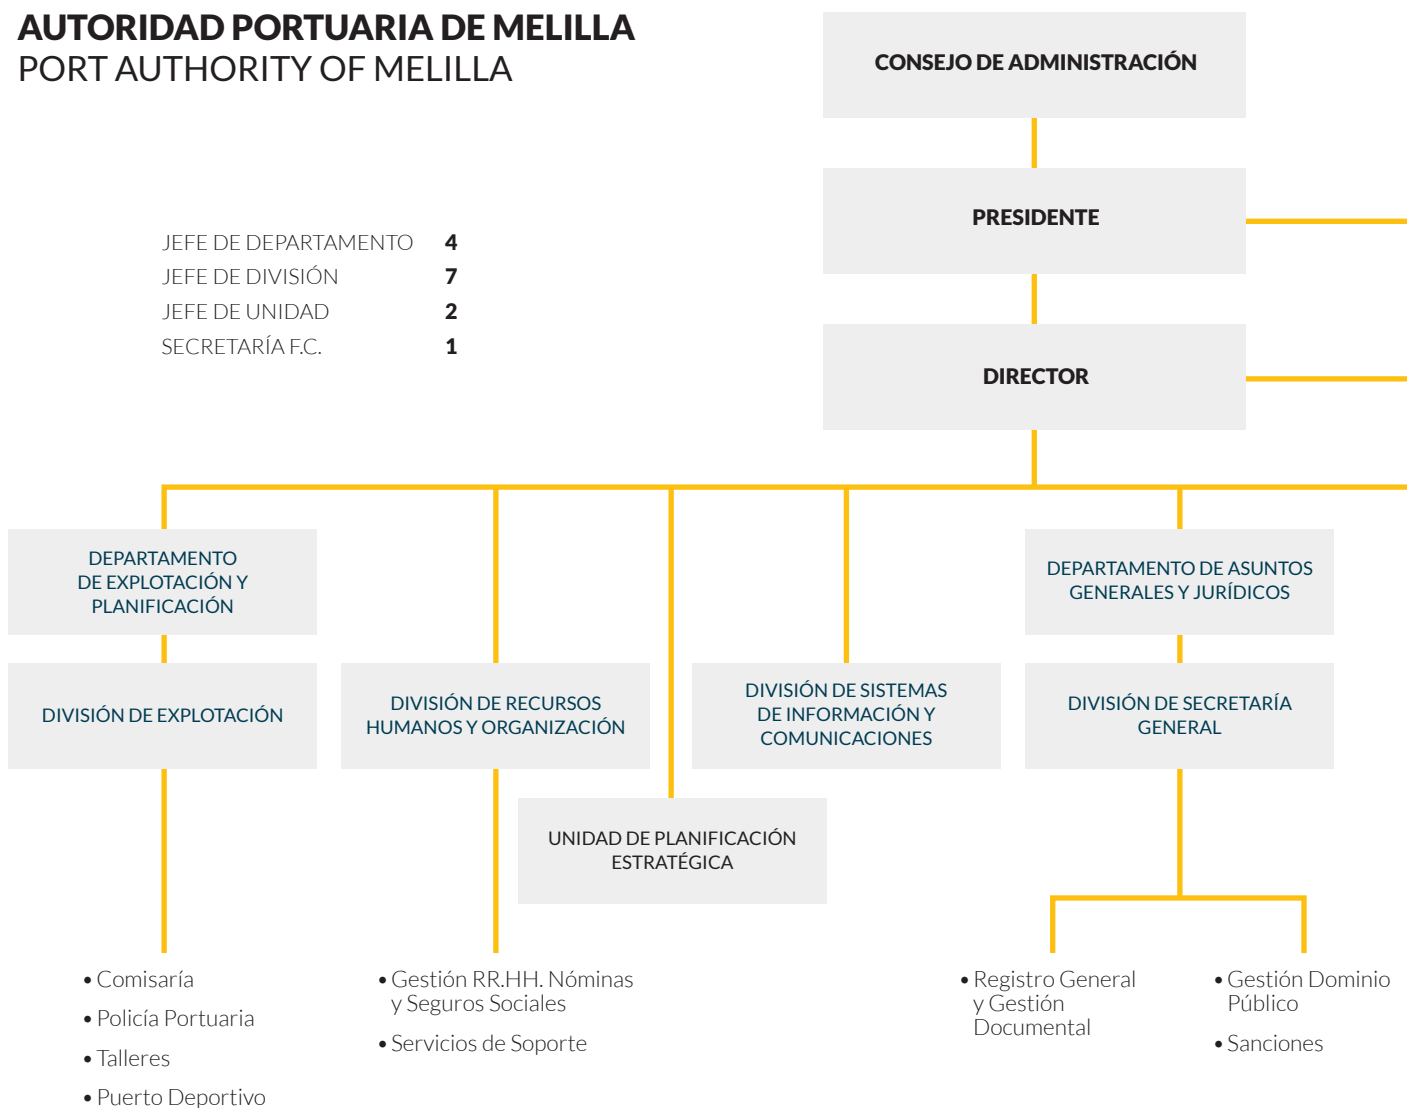 AUTORIDAD PORTUARIA DE MELILLA
PORT AUTHORITY OF MELILLA
CONSEJO DE ADMINISTRACIÓN
PRESIDENTE
DIRECTOR
JEFE DE DEPARTAMENTO 4
JEFE DE DIVISIÓN 7
JEFE DE UNIDAD 2
SECRETARÍA F.C. 1
DEPARTAMENTO
DE EXPLOTACIÓN Y
PLANIFICACIÓN
DEPARTAMENTO DE ASUNTOS
GENERALES Y JURÍDICOS
DIVISIÓN DE EXPLOTACIÓN
DIVISIÓN DE RECURSOS
HUMANOS Y ORGANIZACIÓN
DIVISIÓN DE SISTEMAS
DE INFORMACIÓN Y
COMUNICACIONES
DIVISIÓN DE SECRETARÍA
GENERAL
UNIDAD DE PLANIFICACIÓN
ESTRATÉGICA
• Comisaría
• Policía Portuaria
• Talleres
• Puerto Deportivo
• Gestión RR.HH. Nóminas
y Seguros Sociales
• Servicios de Soporte
• Registro General
y Gestión
Documental
• Gestión Dominio
Público
• Sanciones